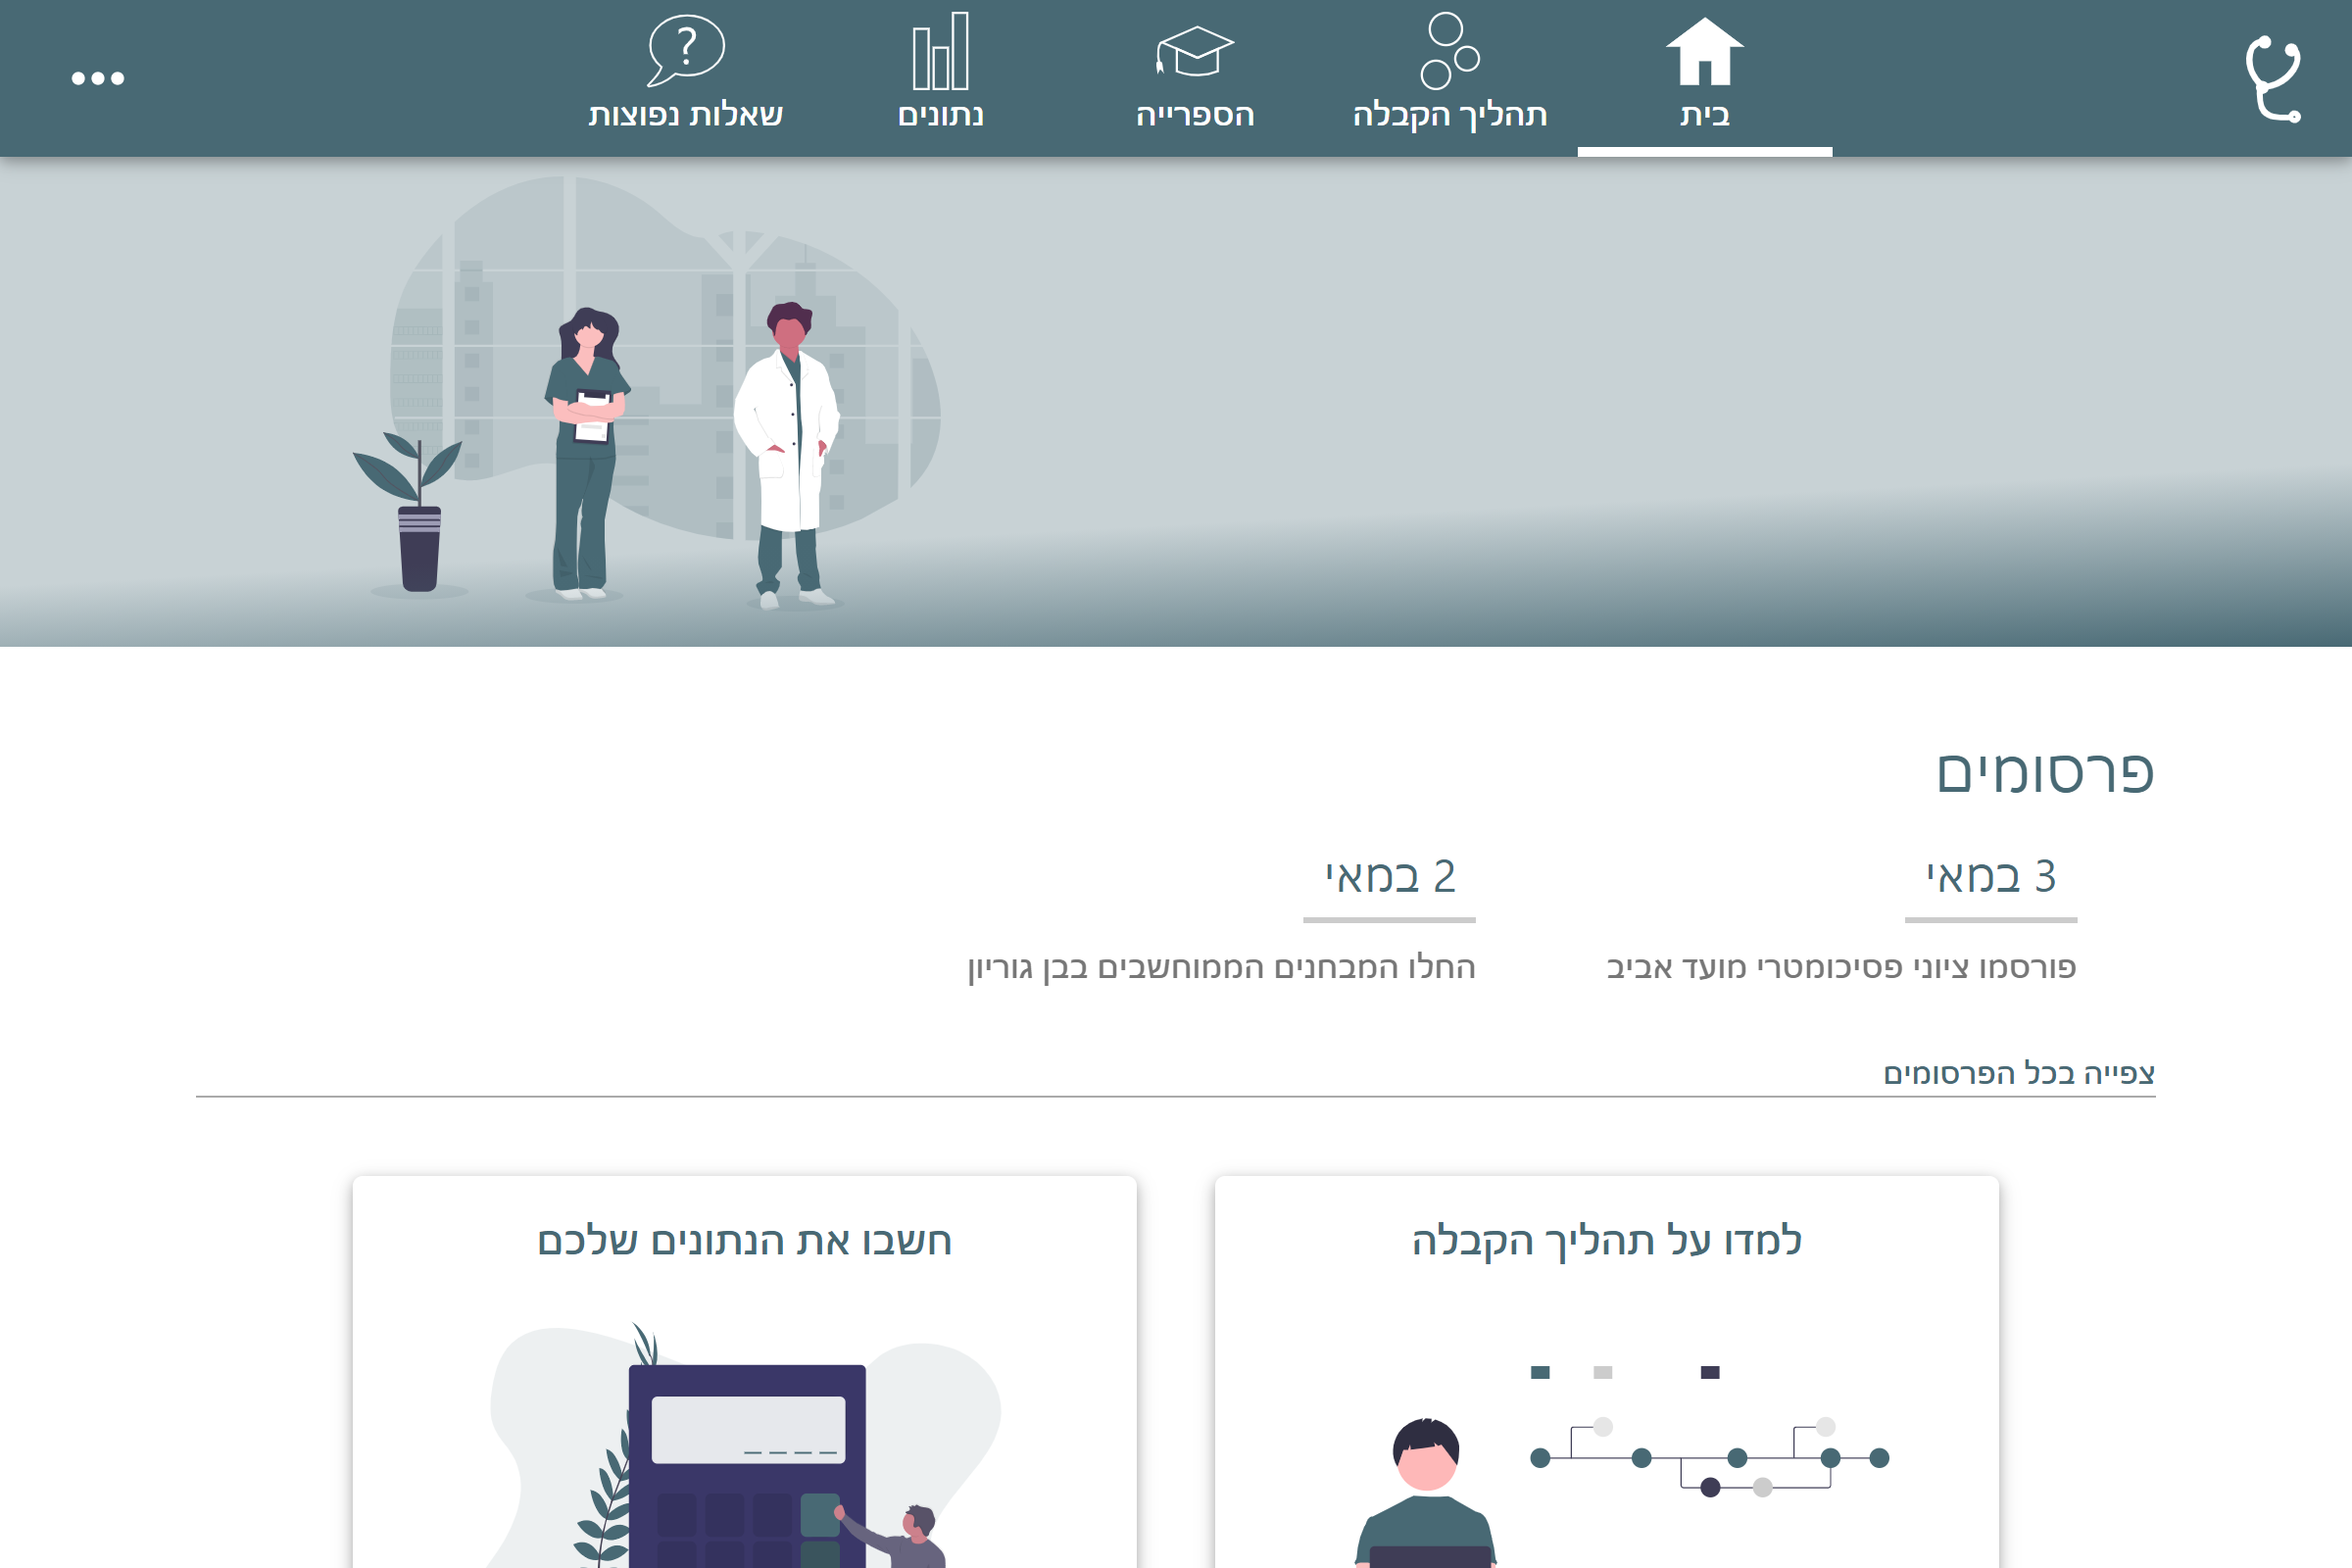 בית
תהליך הקבלה
הספרייה
נתונים
שאלות נפוצות
פרסומים
3 במאי
פורסמו ציוני פסיכומטרי מועד אביב
2 במאי
החלו המבחנים הממוחשבים בבן גוריון
צפייה בכל הפרסומים
למדו על תהליך הקבלה
חשבו את הנתונים שלכם